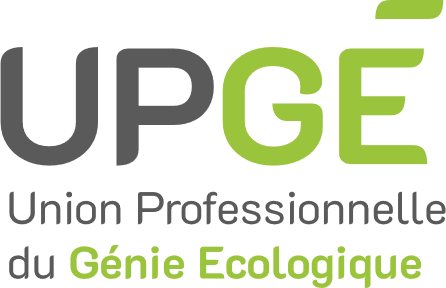 UPGÉ
Union Professionnelle
du Génie Ecologique